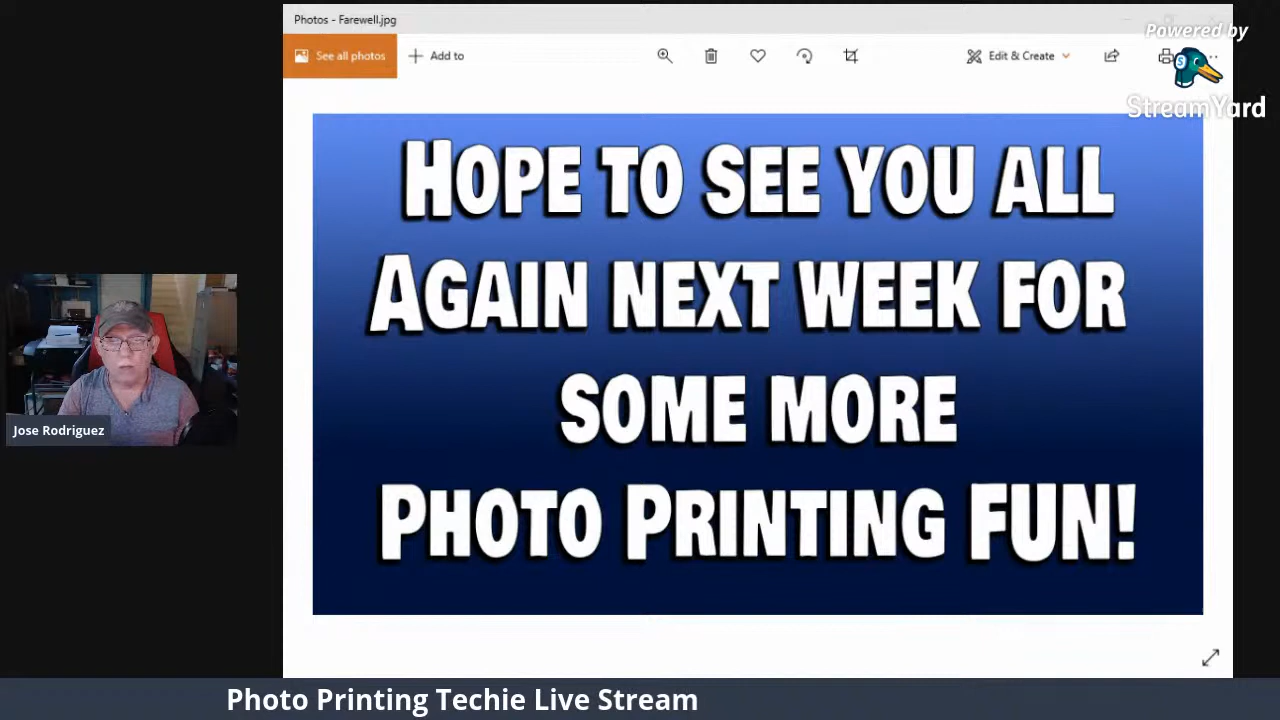 Photos - Farewell.jpg
Powered by
See all photos
Add to
Edit & Create
S
StreamYard
HOPE TO SEE YOU ALL
AGAIN NEXT WEEK FOR
SOME MORE
PHOTO PRINTING FUN!
Jose Rodriguez
Photo Printing Techie Live Stream